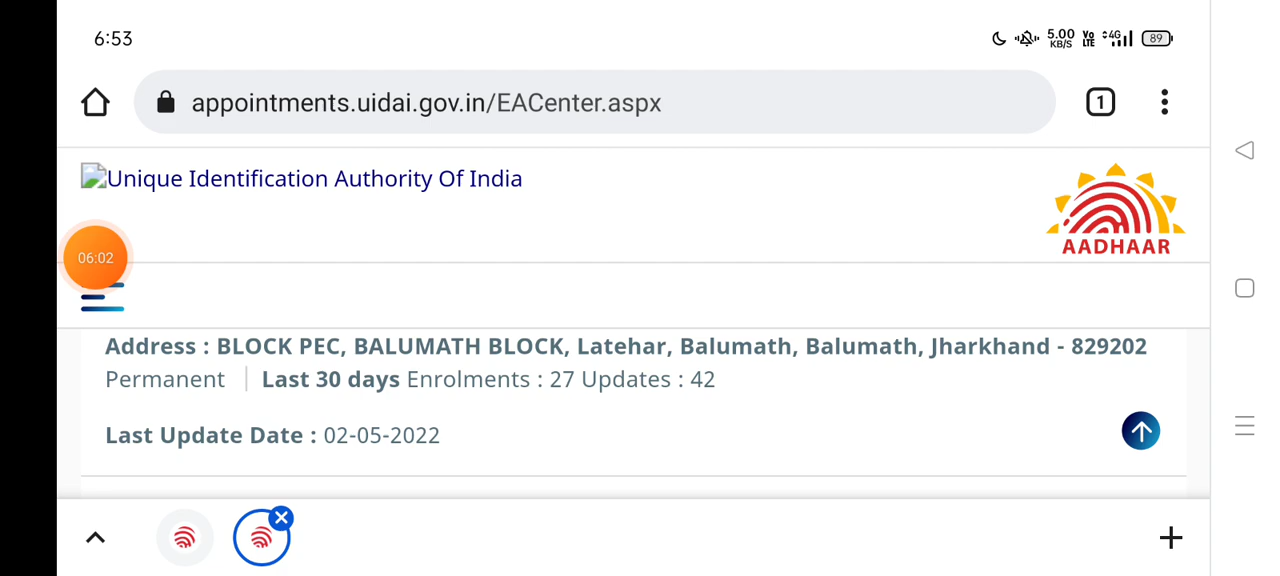 6:53
5.00 KB/S Vo LTE 4G 89
appointments.uidai.gov.in/EACenter.aspx
1
Unique Identification Authority Of India
AADHAAR
06:02
Address : BLOCK PEC, BALUMATH BLOCK, Latehar, Balumath, Balumath, Jharkhand - 829202
Permanent | Last 30 days Enrolments : 27 Updates : 42
Last Update Date : 02-05-2022